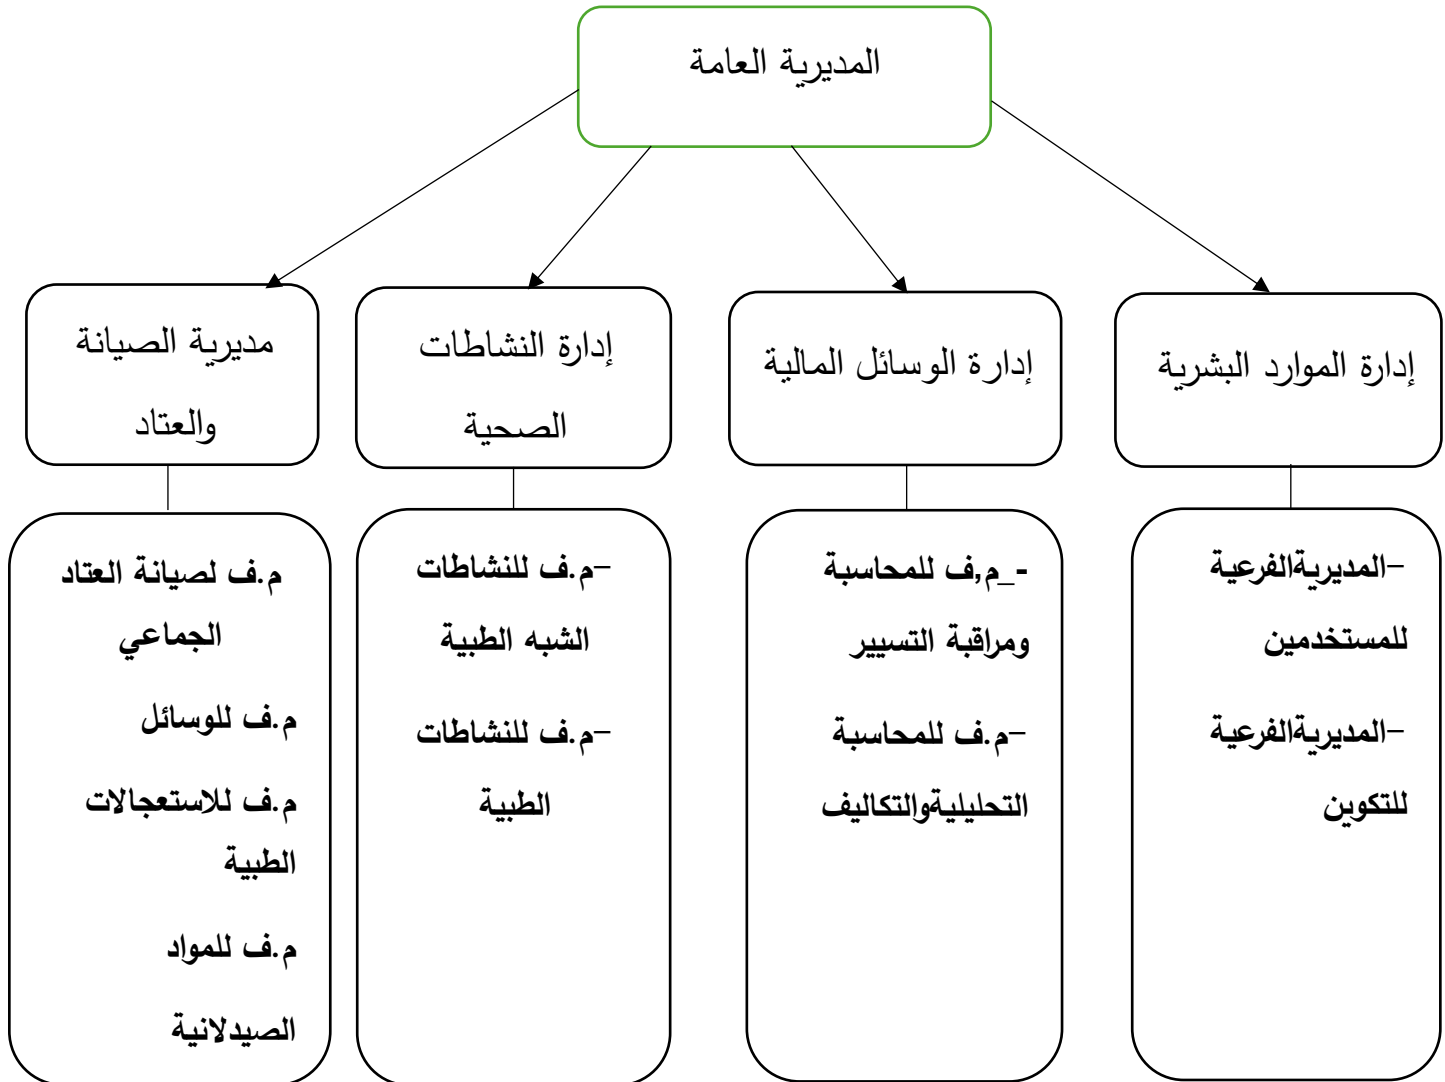 المديرية العامة
إدارة الموارد البشرية
إدارة الوسائل المالية
إدارة النشاطات
الصحية
مديرية الصيانة
والعتاد
–المديريةالفرعية
للمستخدمين
–المديريةالفرعية
للتكوين
-_م,ف للمحاسبة
ومراقبة التسيير
–م.ف للمحاسبة
التحليليةوالتكاليف
–م.ف للنشاطات
الشبه الطبية
–م.ف للنشاطات
الطبية
م.ف لصيانة العتاد
الجماعي
م.ف للوسائل
م.ف للاستعجالات
الطبية
م.ف للمواد
الصيدلانية